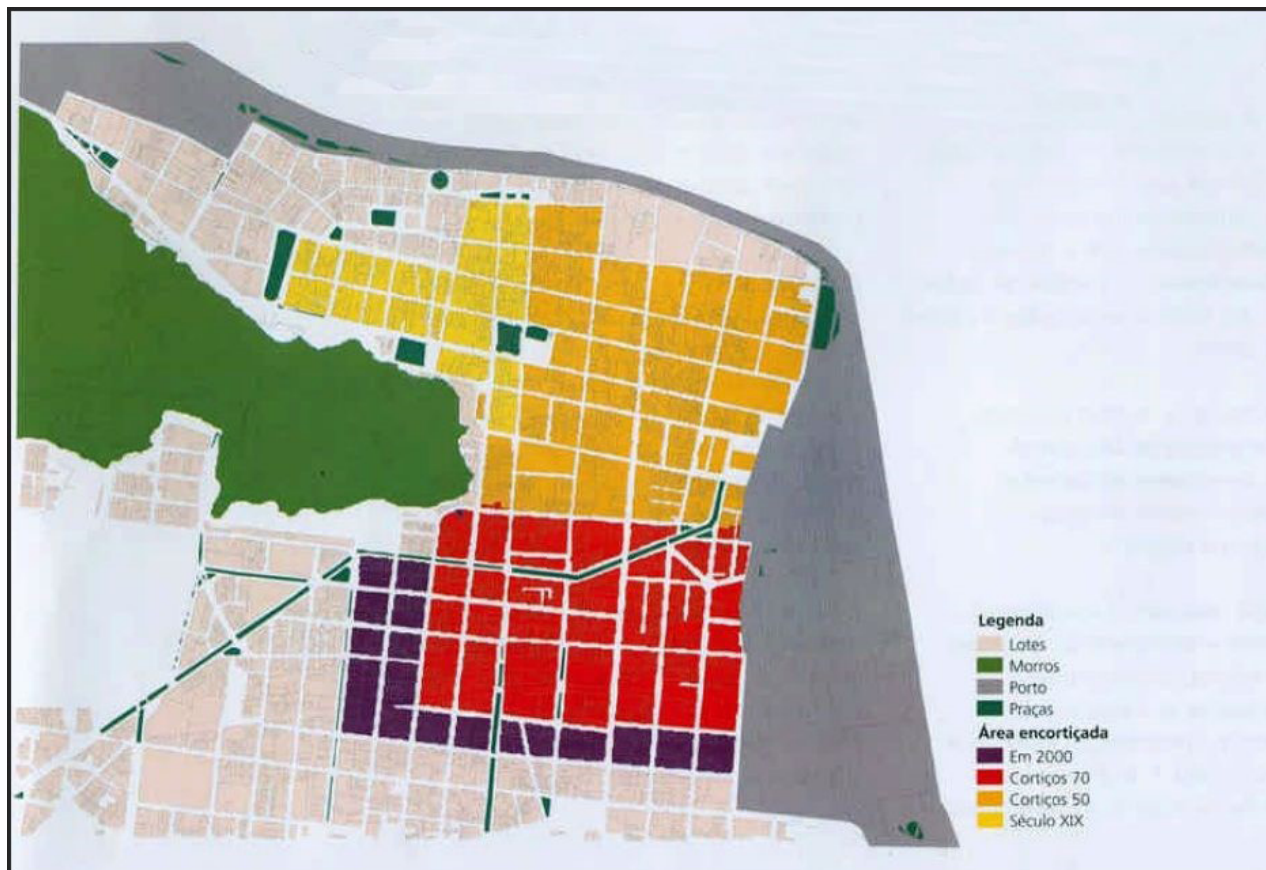 Legenda
Lotes
Morros
Porto
Praças
Área encortiçada
Em 2000
Cortiços 70
Cortiços 50
Século XIX